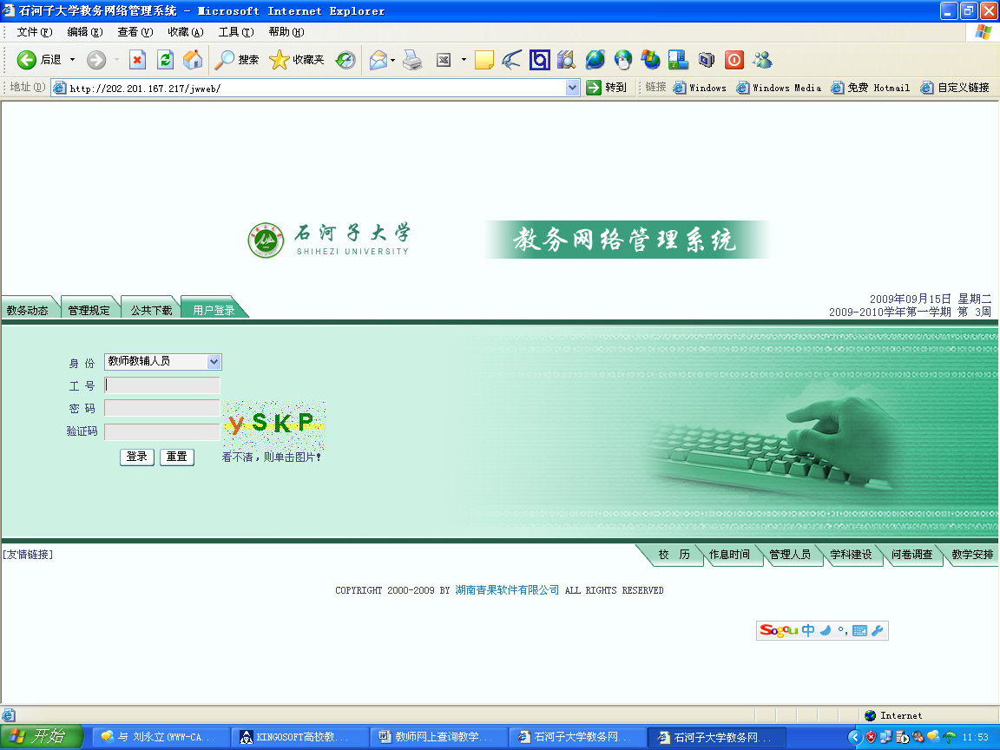 石河子大学教务网络管理系统 - Microsoft Internet Explorer
文件(F) 编辑(E) 查看(V) 收藏(A) 工具(T) 帮助(H)
后退 搜索 收藏夹
地址(D) http://202.201.167.217/jwweb/ 转到 链接 Windows Windows Media 免费 Hotmail 自定义链接
石河子大学
SHIHEZI UNIVERSITY
教务网络管理系统
2009年09月15日 星期二
2009-2010学年第一学期 第 3周
教务动态 管理规定 公共下载 用户登录
身 份 教师教辅人员
工 号
密 码
验证码
ySKP
登录 重置
看不清，则单击图片!
[友情链接] 校 历 作息时间 管理人员 学科建设 问卷调查 教学安排
COPYRIGHT 2000-2009 BY 湖南青果软件有限公司 ALL RIGHTS RESERVED
Sogou 中
Internet
开始 与 刘永立(WWW-CA... KINGOSOFT高校教... 教师网上查询教学... 石河子大学教务网... 石河子大学教务网... 11:53